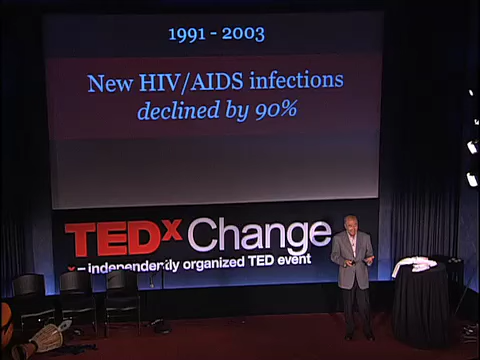 1991 - 2003
New HIV/AIDS infections
declined by 90%
TEDx Change
x = independently organized TED event